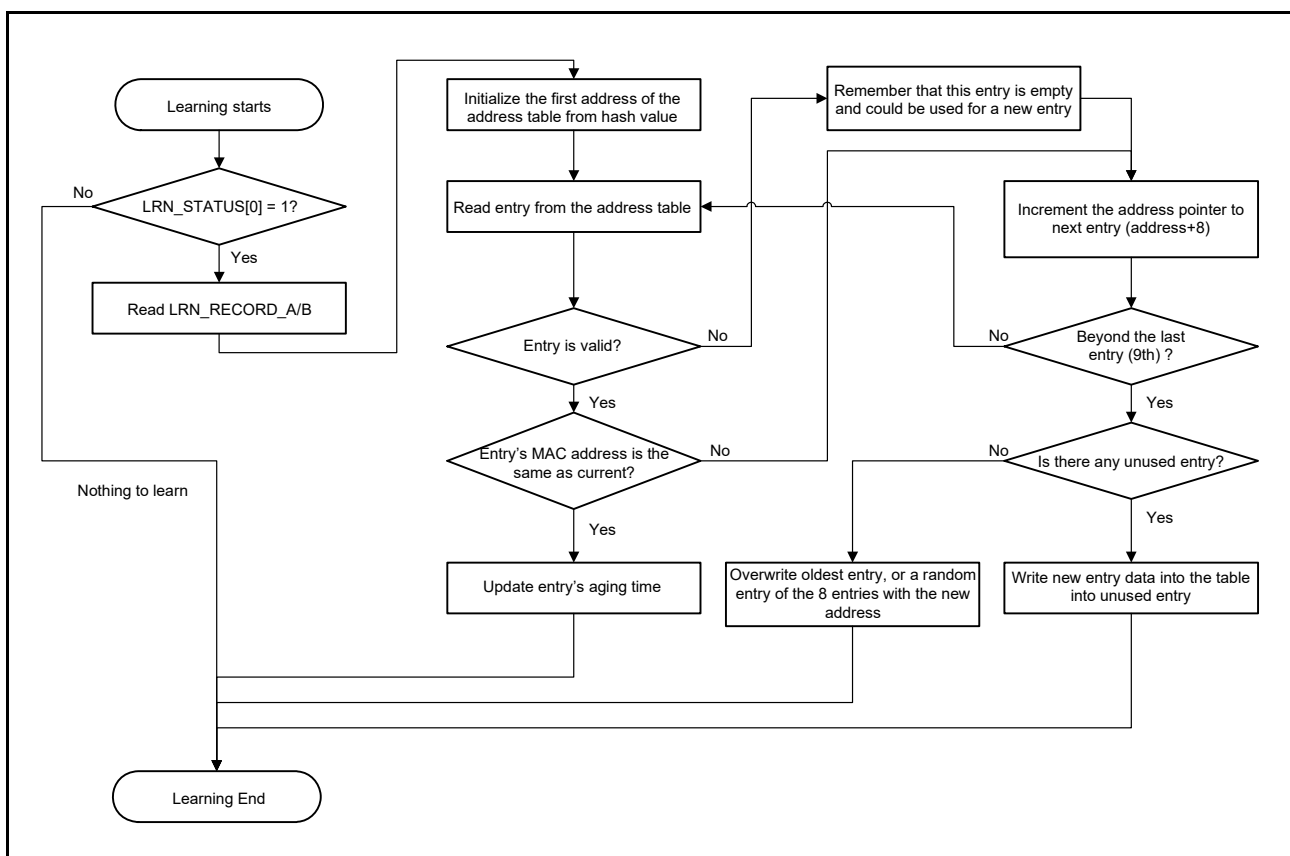 Learning starts
No
LRN_STATUS[0] = 1?
Yes
Read LRN_RECORD_A/B
Nothing to learn
Learning End
Initialize the first address of the
address table from hash value
Read entry from the address table
No
Entry is valid?
Yes
Entry's MAC address is the
same as current?
No
Yes
Update entry's aging time
Remember that this entry is empty
and could be used for a new entry
Increment the address pointer to
next entry (address+8)
No
Beyond the last
entry (9th) ?
Yes
No
Is there any unused entry?
Yes
Overwrite oldest entry, or a random
entry of the 8 entries with the new
address
Write new entry data into the table
into unused entry